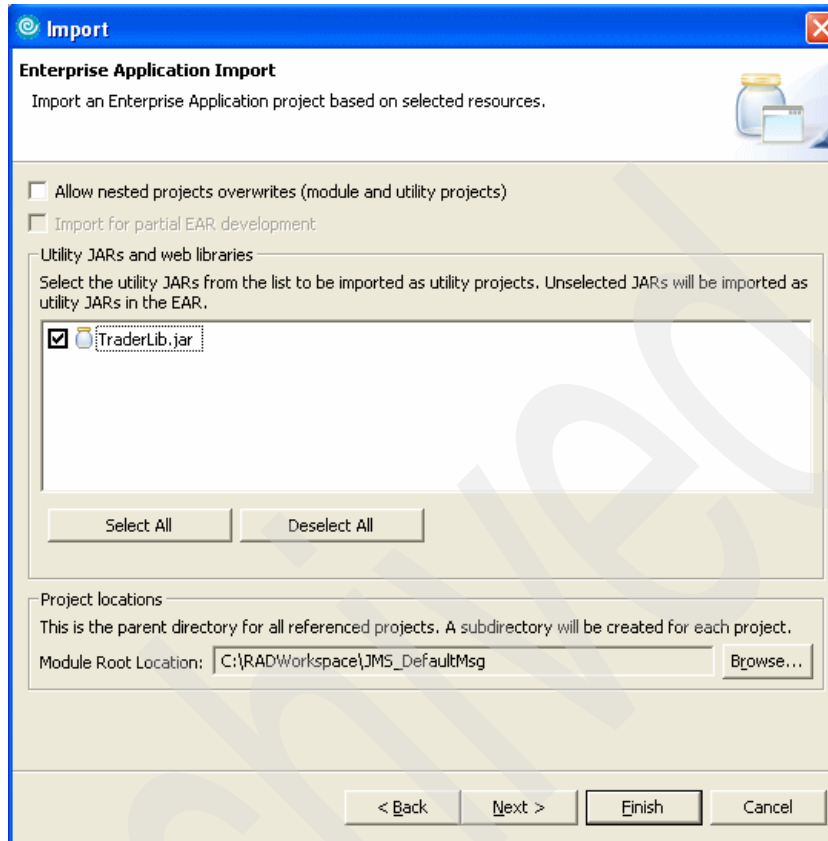 Import
Enterprise Application Import
Import an Enterprise Application project based on selected resources.
Allow nested projects overwrites (module and utility projects)
Import for partial EAR development
Utility JARs and web libraries
Select the utility JARs from the list to be imported as utility projects. Unselected JARs will be imported as
utility JARs in the EAR.
TraderLib.jar
Select All Deselect All
Project locations
This is the parent directory for all referenced projects. A subdirectory will be created for each project.
Module Root Location: C:\RADWorkspace\JMS_DefaultMsg Browse...
< Back Next > Finish Cancel